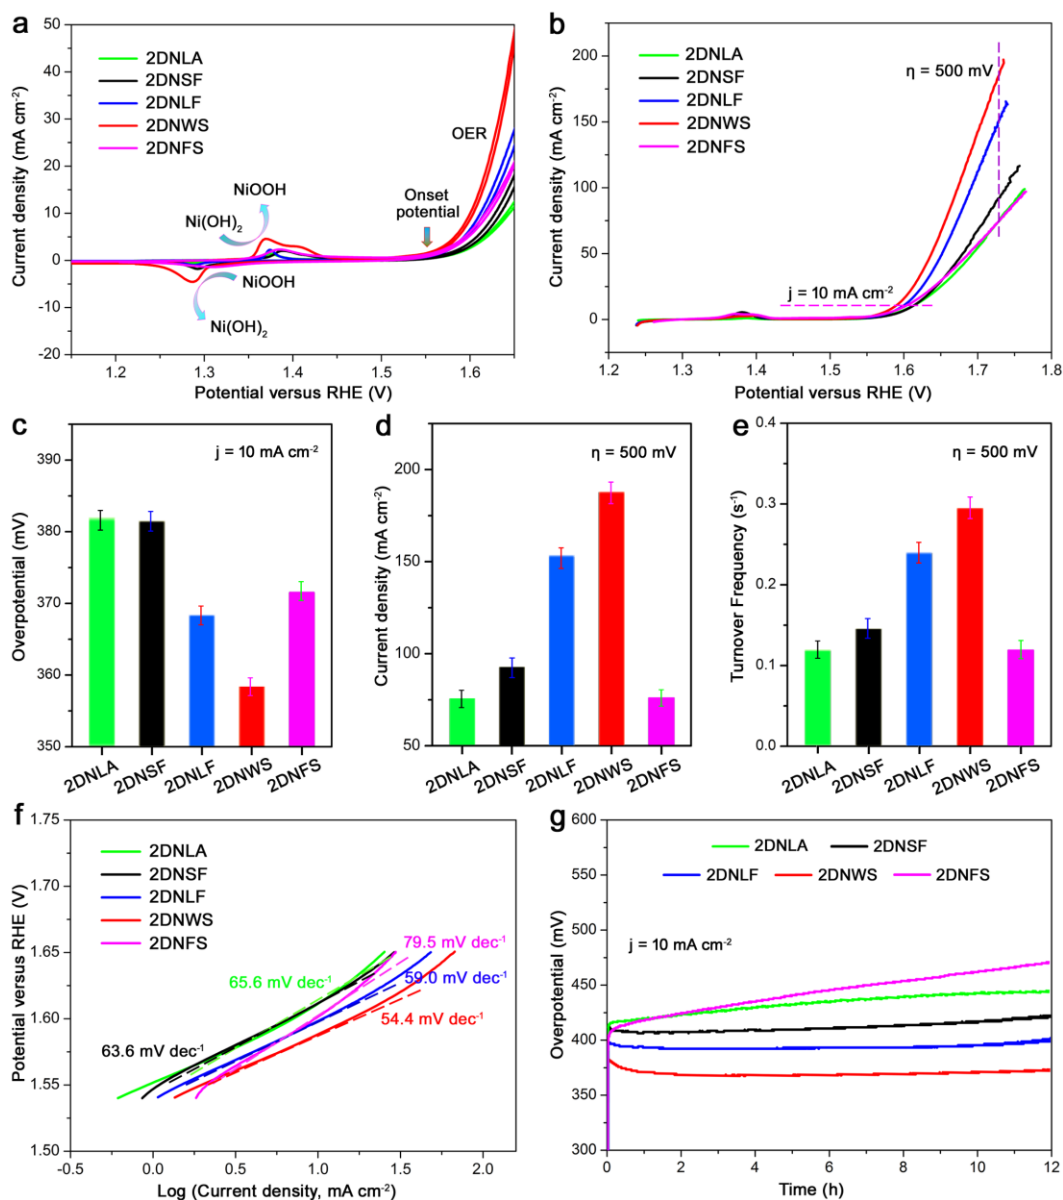 a
50
40
30
20
10
0
-10
-20
Current density (mA cm⁻²)
2DNLA
2DNSF
2DNLF
2DNWS
2DNFS
OER
NiOOH
Ni(OH)₂
Onset
potential
NiOOH
Ni(OH)₂
1.2 1.3 1.4 1.5 1.6
Potential versus RHE (V)
b
200
150
100
50
0
Current density (mA cm⁻²)
2DNLA
2DNSF
2DNLF
2DNWS
2DNFS
η = 500 mV
j = 10 mA cm⁻²
1.2 1.3 1.4 1.5 1.6 1.7 1.8
Potential versus RHE (V)
c
390
380
370
360
350
Overpotential (mV)
j = 10 mA cm⁻²
2DNLA 2DNSF 2DNLF 2DNWS 2DNFS
d
200
150
100
50
Current density (mA cm⁻²)
η = 500 mV
2DNLA 2DNSF 2DNLF 2DNWS 2DNFS
e
0.4
0.3
0.2
0.1
0.0
Turnover Frequency (s⁻¹)
η = 500 mV
2DNLA 2DNSF 2DNLF 2DNWS 2DNFS
f
1.75
1.70
1.65
1.60
1.55
1.50
Potential versus RHE (V)
2DNLA
2DNSF
2DNLF
2DNWS
2DNFS
79.5 mV dec⁻¹
65.6 mV dec⁻¹
59.0 mV dec⁻¹
54.4 mV dec⁻¹
63.6 mV dec⁻¹
-0.5 0.0 0.5 1.0 1.5 2.0
Log (Current density, mA cm⁻²)
g
600
550
500
450
400
350
300
Overpotential (mV)
2DNLA 2DNSF
2DNLF 2DNWS 2DNFS
j = 10 mA cm⁻²
0 2 4 6 8 10 12
Time (h)